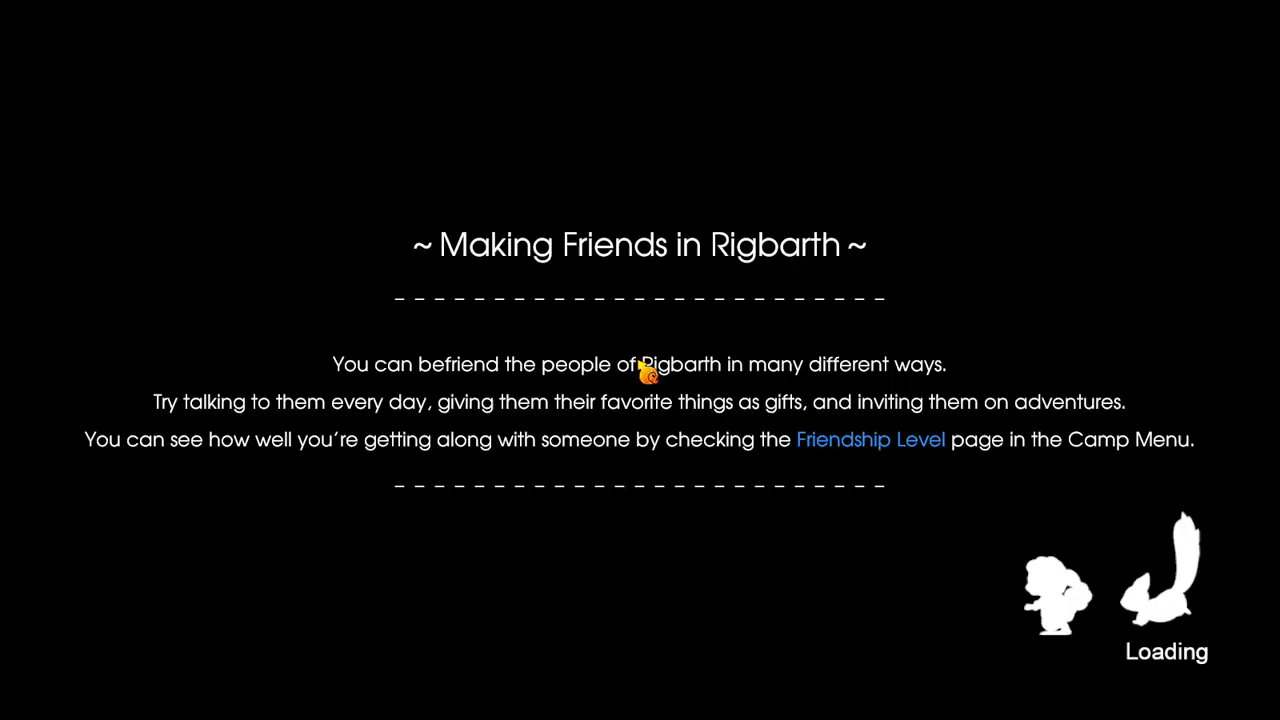 ~ Making Friends in Rigbarth ~
You can befriend the people of Rigbarth in many different ways.
Try talking to them every day, giving them their favorite things as gifts, and inviting them on adventures.
You can see how well you're getting along with someone by checking the Friendship Level page in the Camp Menu.
Loading